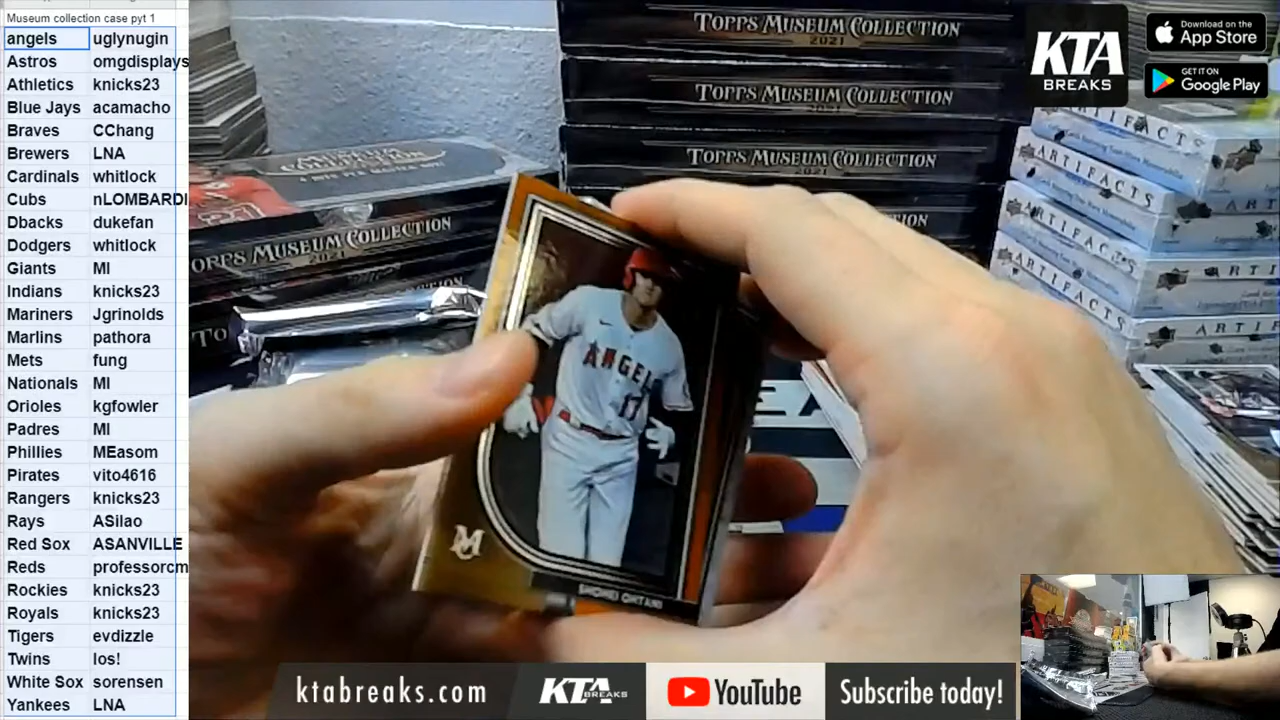 Museum collection case pyt 1
angels uglynugin
Astros omgdisplays
Athletics knicks23
Blue Jays acamacho
Braves CChang
Brewers LNA
Cardinals whitlock
Cubs nLOMBARDI
Dbacks dukefan
Dodgers whitlock
Giants MI
Indians knicks23
Mariners Jgrinolds
Marlins pathora
Mets fung
Nationals MI
Orioles kgfowler
Padres MI
Phillies MEasom
Pirates vito4616
Rangers knicks23
Rays ASilao
Red Sox ASANVILLE
Reds professorcm
Rockies knicks23
Royals knicks23
Tigers evdizzle
Twins los!
White Sox sorensen
Yankees LNA
TOPPS MUSEUM COLLECTION
2021
TOPPS MUSEUM COLLECTION
2021
TOPPS MUSEUM COLLECTION
2021
KTA
BREAKS
Download on the
App Store
GET IT ON
Google Play
ARTIFACTS
ARTIFACTS
ARTIFACTS
ARTIFACTS
OPPS MUSEUM COLLECTION
2021
ANGELS
17
SHOHEI OHTANI
ktabreaks.com
KTA BREAKS
YouTube
Subscribe today!